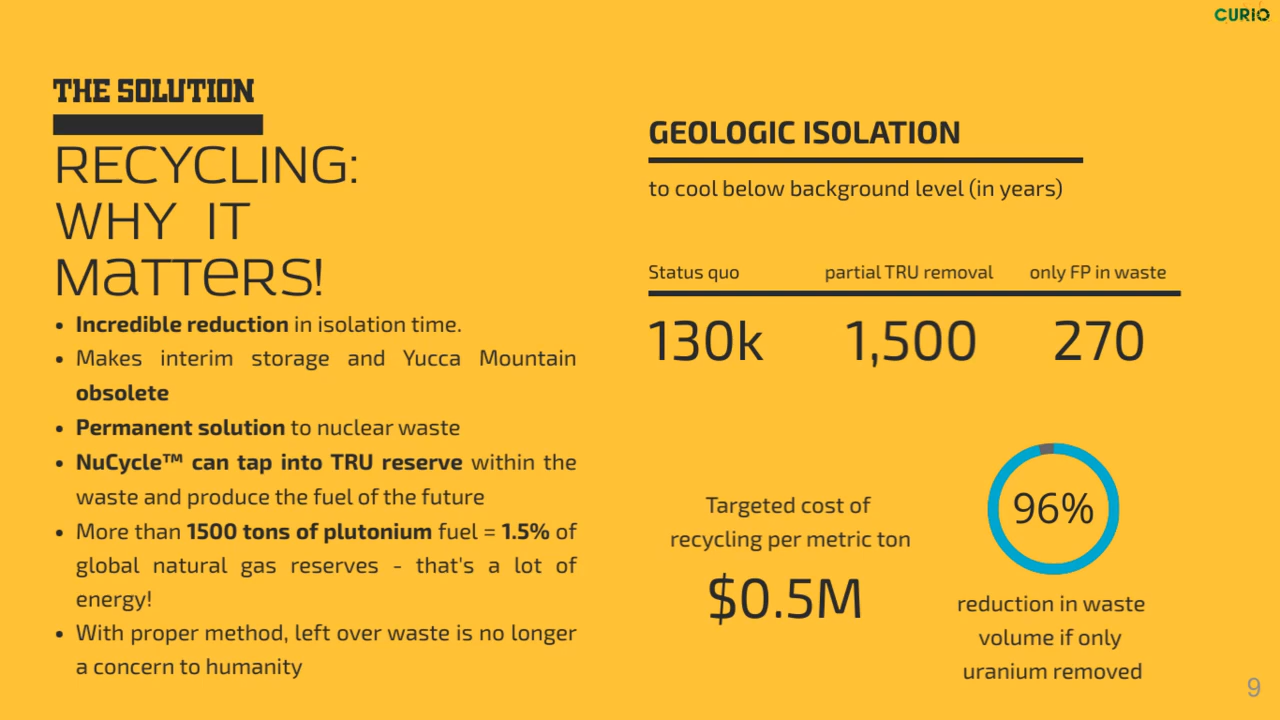 CURIO
THE SOLUTION
RECYCLING:
WHY IT
MATTERS!
• Incredible reduction in isolation time.
• Makes interim storage and Yucca Mountain
obsolete
• Permanent solution to nuclear waste
• NuCycle™ can tap into TRU reserve within the
waste and produce the fuel of the future
• More than 1500 tons of plutonium fuel = 1.5% of
global natural gas reserves - that's a lot of
energy!
• With proper method, left over waste is no longer
a concern to humanity
GEOLOGIC ISOLATION
to cool below background level (in years)
Status quo partial TRU removal only FP in waste
130k 1,500 270
Targeted cost of
recycling per metric ton
$0.5M
96%
reduction in waste
volume if only
uranium removed
9